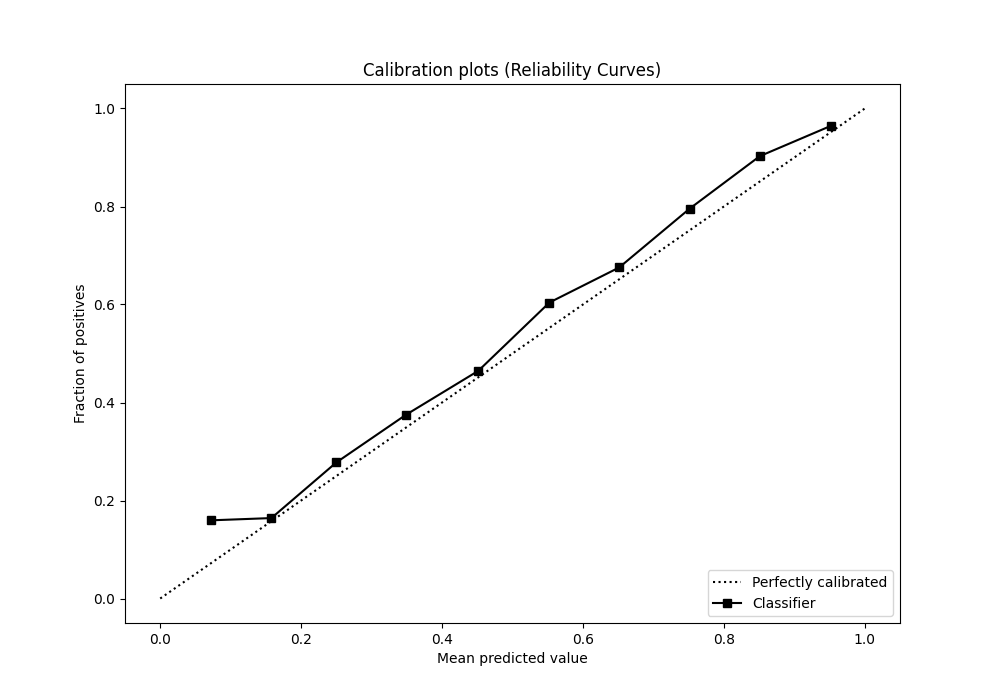 Calibration plots (Reliability Curves)
1.0
0.8
0.6
0.4
0.2
0.0
Fraction of positives
0.0 0.2 0.4 0.6 0.8 1.0
Mean predicted value
Perfectly calibrated
Classifier